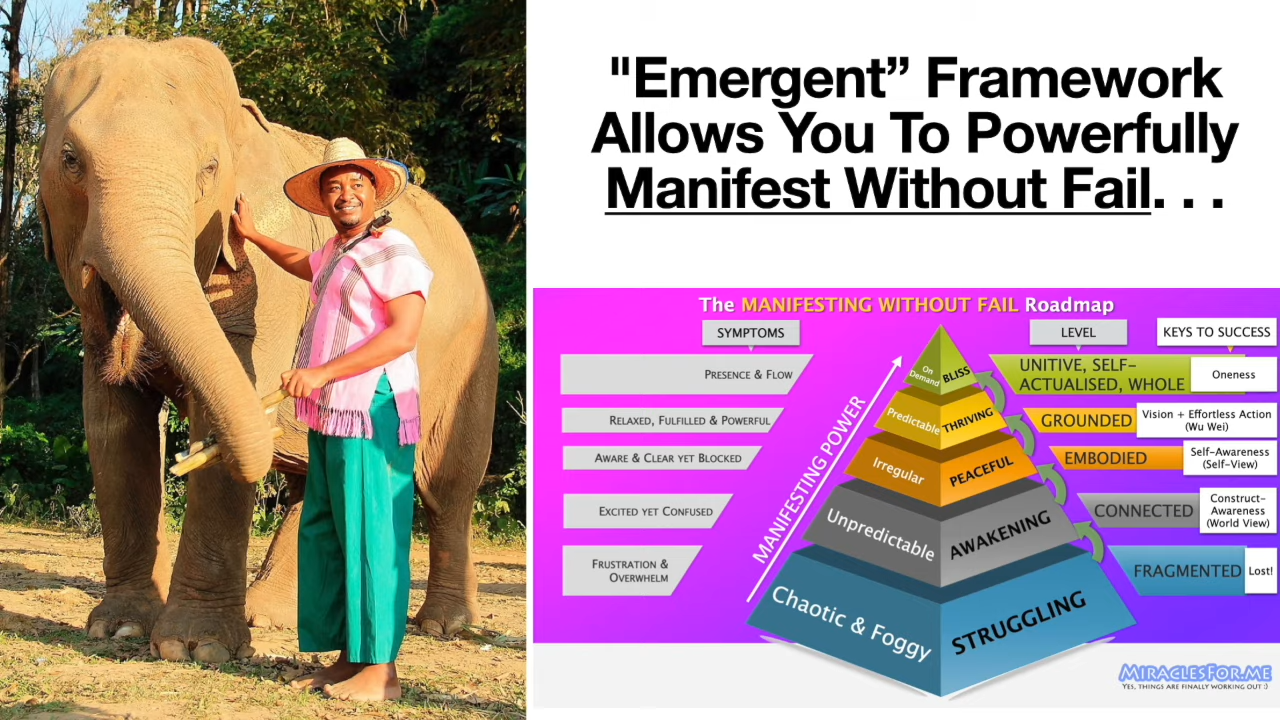 "Emergent” Framework
Allows You To Powerfully
Manifest Without Fail. . .
The MANIFESTING WITHOUT FAIL Roadmap
SYMPTOMS
LEVEL
KEYS TO SUCCESS
PRESENCE & FLOW
On
Demand
BLISS
UNITIVE, SELF-
ACTUALISED, WHOLE
Oneness
RELAXED, FULFILLED & POWERFUL
Predictable
THRIVING
GROUNDED
Vision + Effortless Action
(Wu Wei)
AWARE & CLEAR YET BLOCKED
Irregular
PEACEFUL
EMBODIED
Self-Awareness
(Self-View)
EXCITED YET CONFUSED
Unpredictable
AWAKENING
CONNECTED
Construct-
Awareness
(World View)
FRUSTRATION &
OVERWHELM
Chaotic & Foggy
STRUGGLING
FRAGMENTED
Lost!
MANIFESTING POWER
MIRACLESFOR.ME
YES, THINGS ARE FINALLY WORKING OUT :)